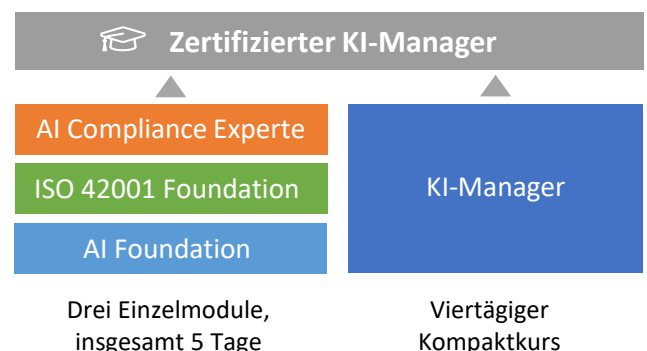 Zertifizierter KI-Manager
AI Compliance Experte
ISO 42001 Foundation
AI Foundation
KI-Manager
Drei Einzelmodule,
insgesamt 5 Tage
Viertägiger
Kompaktkurs